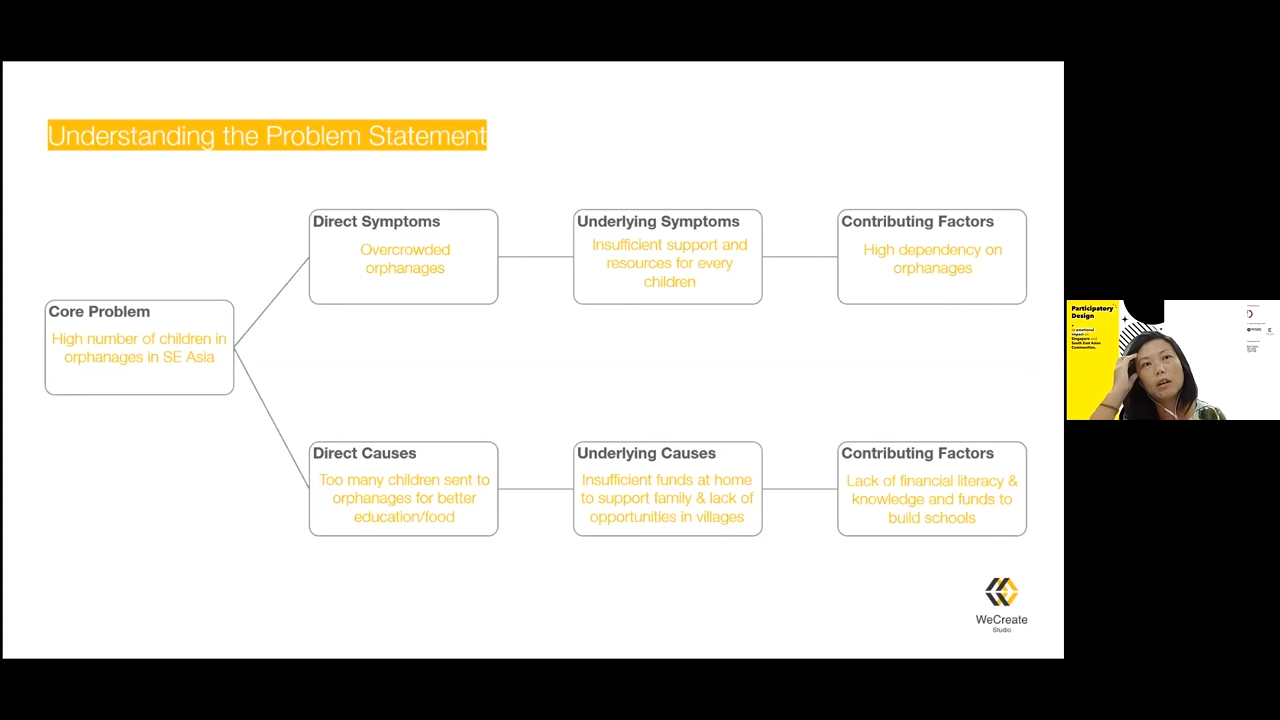 Understanding the Problem Statement
Direct Symptoms
Overcrowded
orphanages
Underlying Symptoms
Insufficient support and
resources for every
children
Contributing Factors
High dependency on
orphanages
Core Problem
High number of children in
orphanages in SE Asia
Direct Causes
Too many children sent to
orphanages for better
education/food
Underlying Causes
Insufficient funds at home
to support family & lack of
opportunities in villages
Contributing Factors
Lack of financial literacy &
knowledge and funds to
build schools
WeCreate
Studio
Participatory
Design
Singapore and
South East Asian
Communities.